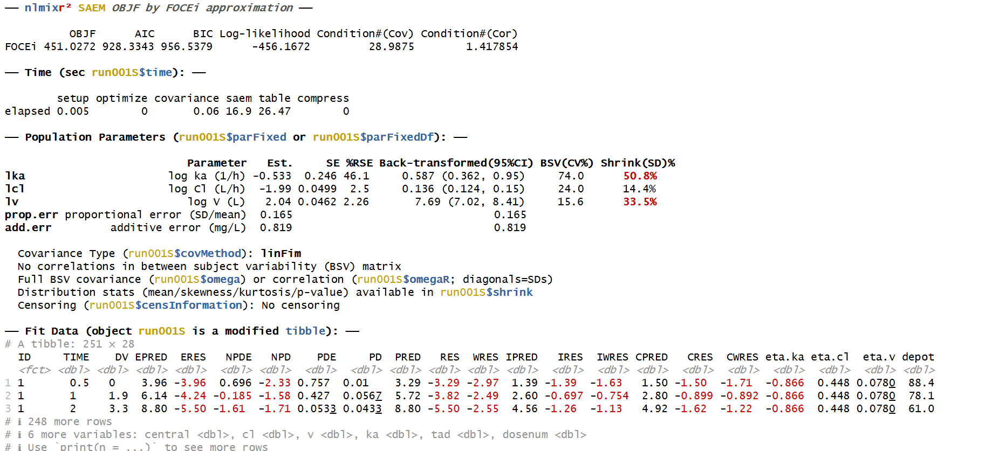 ── nlmixr² SAEM OBJF by FOCEi approximation ──
          OBJF      AIC      BIC Log-likelihood Condition#(Cov) Condition#(Cor)
FOCEi 451.0272 928.3343 956.5379      -456.1672         28.9875        1.417854
── Time (sec run001S$time): ──
        setup optimize covariance saem table compress
elapsed 0.005        0       0.06 16.9 26.47        0
── Population Parameters (run001S$parFixed or run001S$parFixedDf): ──
                            Parameter   Est.     SE %RSE Back-transformed(95%CI) BSV(CV%) Shrink(SD)%
lka                      log ka (1/h) -0.533  0.246 46.1    0.587 (0.362, 0.95)     74.0      50.8%
lcl                      log Cl (L/h)  -1.99 0.0499  2.5    0.136 (0.124, 0.15)     24.0      14.4%
lv                          log V (L)   2.04 0.0462 2.26      7.69 (7.02, 8.41)     15.6      33.5%
prop.err proportional error (SD/mean)  0.165                               0.165
add.err         additive error (mg/L)  0.819                               0.819
  Covariance Type (run001S$covMethod): linFim
  No correlations in between subject variability (BSV) matrix
  Full BSV covariance (run001S$omega) or correlation (run001S$omegaR; diagonals=SDs)
  Distribution stats (mean/skewness/kurtosis/p-value) available in run001S$shrink
  Censoring (run001S$censInformation): No censoring
── Fit Data (object run001S is a modified tibble): ──
# A tibble: 251 × 28
  ID     TIME    DV EPRED  ERES   NPDE   NPD    PDE     PD  PRED   RES  WRES IPRED   IRES  IWRES CPRED   CRES  CWRES eta.ka eta.cl  eta.v depot
  <fct> <dbl> <dbl> <dbl> <dbl>  <dbl> <dbl>  <dbl>  <dbl> <dbl> <dbl> <dbl> <dbl>  <dbl>  <dbl> <dbl>  <dbl>  <dbl>  <dbl>  <dbl>  <dbl> <dbl>
1 1       0.5   0    3.96 -3.96  0.696 -2.33 0.757  0.01    3.29 -3.29 -2.97  1.39 -1.39  -1.63   1.50 -1.50  -1.71  -0.866  0.448 0.0780  88.4
2 1       1     1.9  6.14 -4.24 -0.185 -1.58 0.427  0.0567  5.72 -3.82 -2.49  2.60 -0.697 -0.754  2.80 -0.899 -0.892 -0.866  0.448 0.0780  78.1
3 1       2     3.3  8.80 -5.50 -1.61  -1.71 0.0533 0.0433  8.80 -5.50 -2.55  4.56 -1.26  -1.13   4.92 -1.62  -1.22  -0.866  0.448 0.0780  61.0
# ℹ 248 more rows
# ℹ 6 more variables: central <dbl>, cl <dbl>, v <dbl>, ka <dbl>, tad <dbl>, dosenum <dbl>
# ℹ Use `print(n = ...)` to see more rows